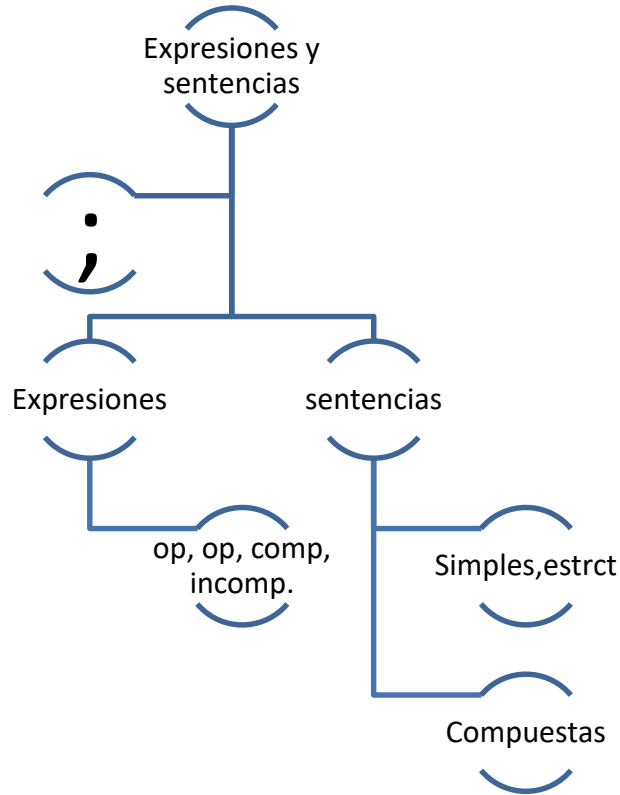 Expresiones y
sentencias
;
Expresiones
sentencias
op, op, comp,
incomp.
Simples,estrct
Compuestas